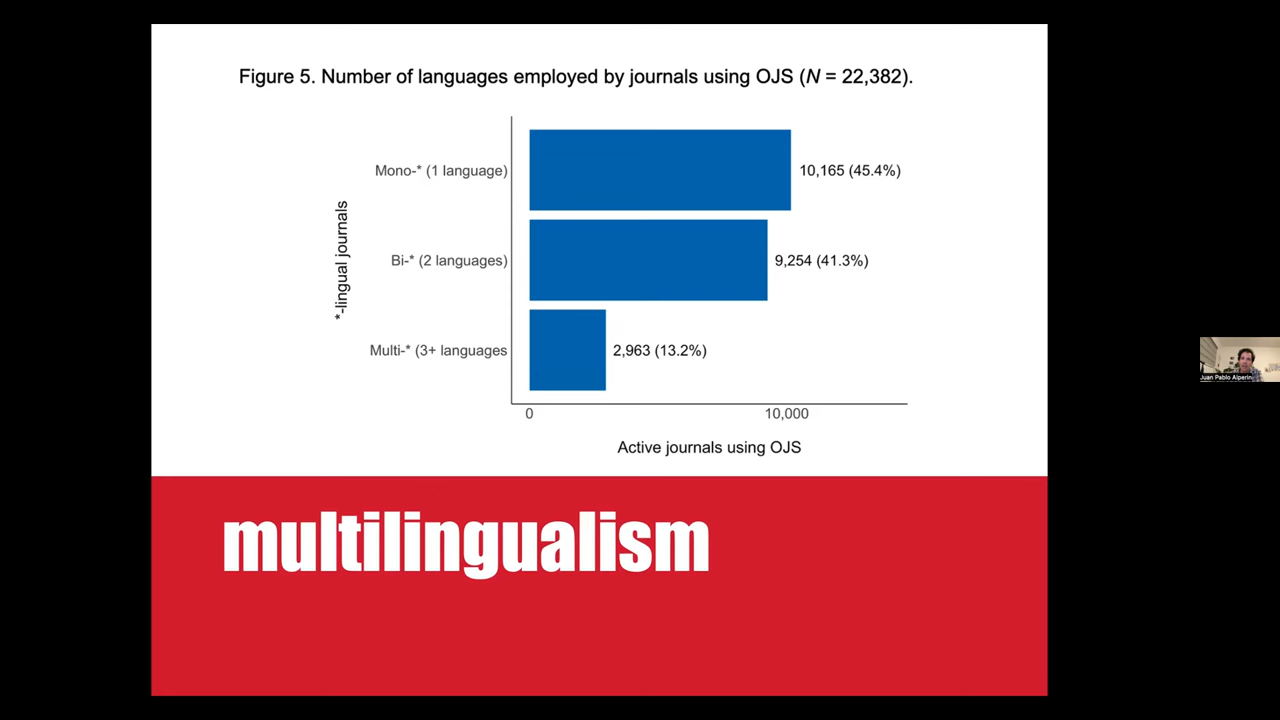 Figure 5. Number of languages employed by journals using OJS (N = 22,382).
*-lingual journals
Mono-* (1 language)
10,165 (45.4%)
Bi-* (2 languages)
9,254 (41.3%)
Multi-* (3+ languages
2,963 (13.2%)
0
10,000
Active journals using OJS
multilingualism
Juan Pablo Alperin